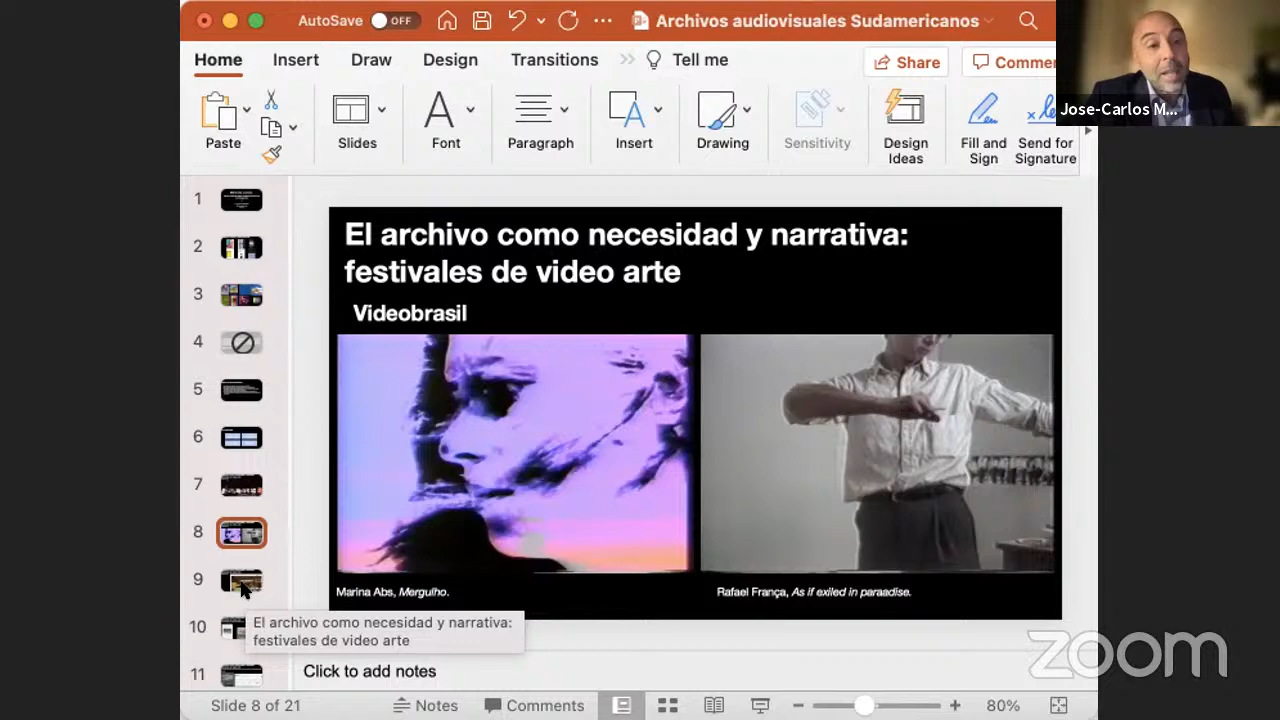 AutoSave
OFF
Archivos audiovisuales Sudamericanos
Home
Insert
Draw
Design
Transitions
Tell me
Share
Commen
Jose-Carlos M...
Paste
Slides
Font
Paragraph
Insert
Drawing
Sensitivity
Design
Ideas
Fill and
Sign
Send for
Signature
1
2
3
4
5
6
7
8
9
10
11
El archivo como necesidad y narrativa:
festivales de video arte
Videobrasil
Marina Abs, Mergulho.
Rafael França, As if exiled in paraadise.
El archivo como necesidad y narrativa:
festivales de video arte
Click to add notes
zoom
Slide 8 of 21
Notes
Comments
80%